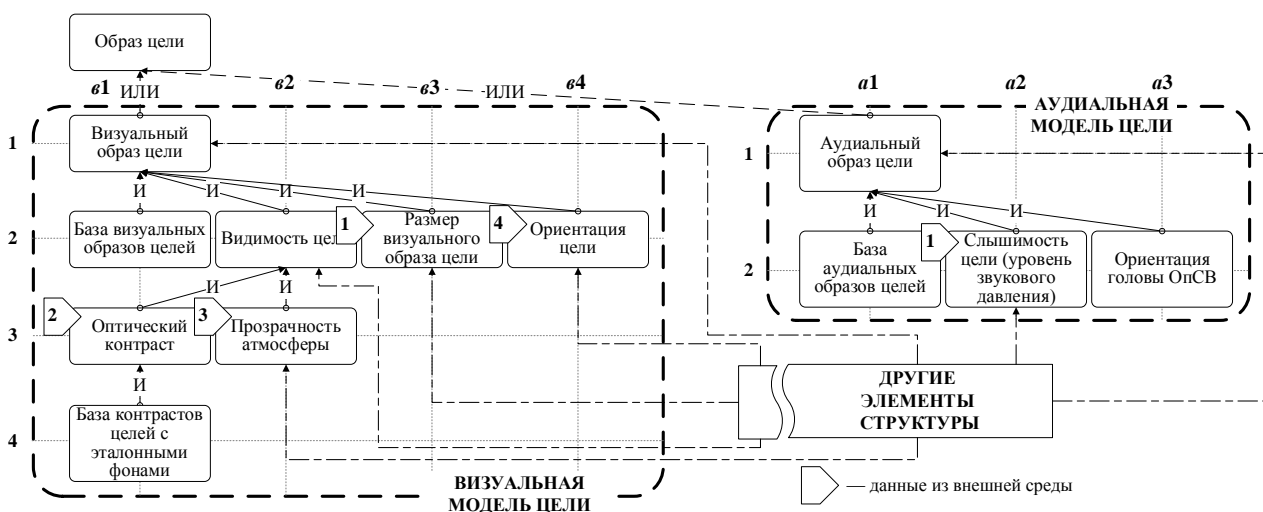 Образ цели
в1
ИЛИ
в2
в3
ИЛИ
в4
а1
а2
а3
АУДИАЛЬНАЯ
МОДЕЛЬ ЦЕЛИ
1
Визуальный
образ цели
И
И
И
И
2
База визуальных
образов целей
Видимость цели
1
Размер
визуального
образа цели
4
Ориентация
цели
И
И
2
Оптический
контраст
3
Прозрачность
атмосферы
3
И
4
База контрастов
целей с
эталонными
фонами
ВИЗУАЛЬНАЯ
МОДЕЛЬ ЦЕЛИ
1
Аудиальный
образ цели
И
И
И
2
База
аудиальных
образов целей
1
Слышимость
цели (уровень
звукового
давления)
Ориентация
головы ОпСВ
ДРУГИЕ
ЭЛЕМЕНТЫ
СТРУКТУРЫ
— данные из внешней среды